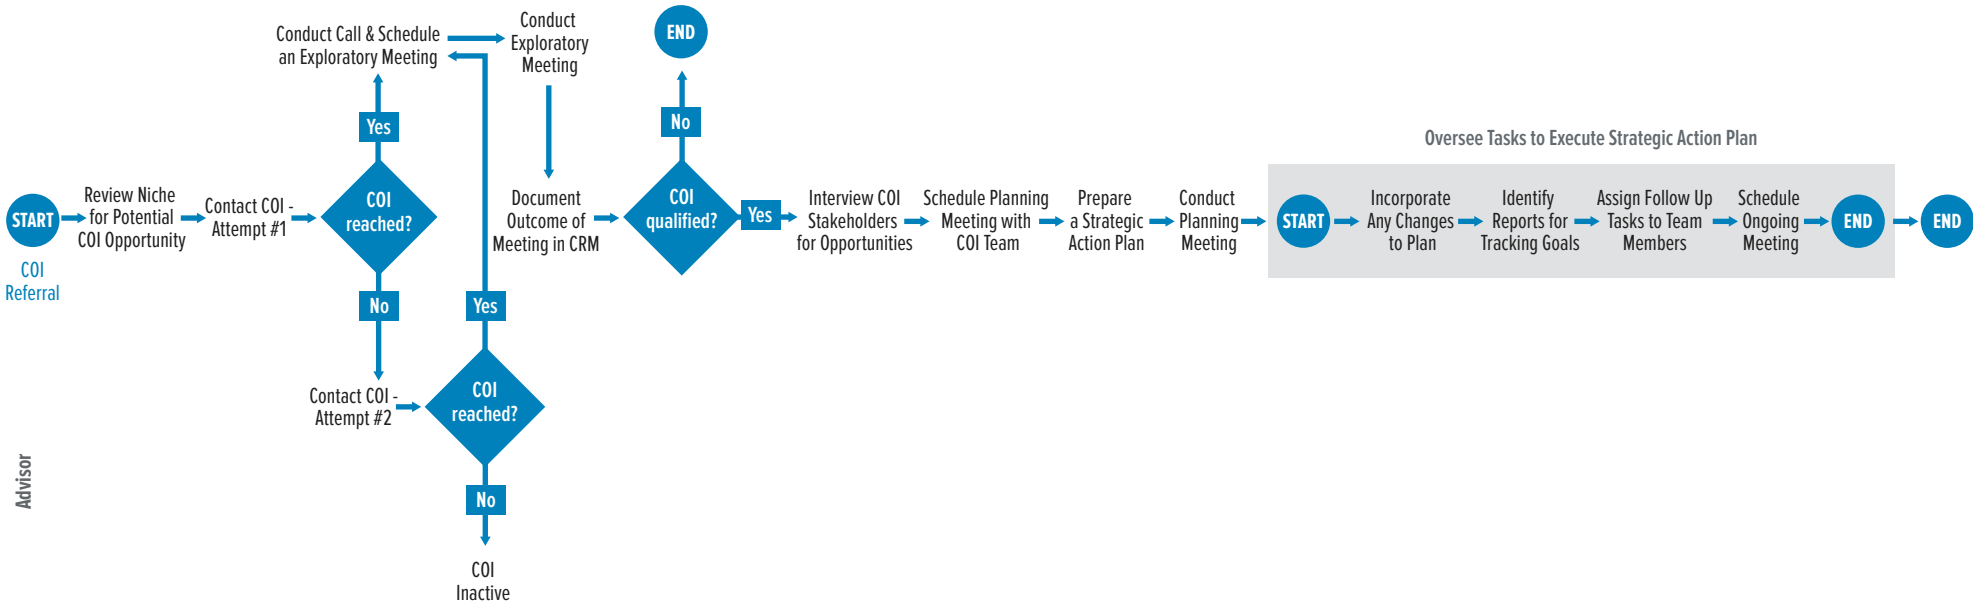 START
COI
Referral
Review Niche
for Potential
COI Opportunity
Contact COI -
Attempt #1
COI
reached?
Yes
Conduct Call & Schedule
an Exploratory Meeting
Conduct
Exploratory
Meeting
No
Contact COI -
Attempt #2
COI
reached?
Yes
No
COI
Inactive
Document
Outcome of
Meeting in CRM
COI
qualified?
No
END
Yes
Interview COI
Stakeholders
for Opportunities
Schedule Planning
Meeting with
COI Team
Prepare
a Strategic
Action Plan
Conduct
Planning
Meeting
Oversee Tasks to Execute Strategic Action Plan
START
Incorporate
Any Changes
to Plan
Identify
Reports for
Tracking Goals
Assign Follow Up
Tasks to Team
Members
Schedule
Ongoing
Meeting
END
END
Advisor